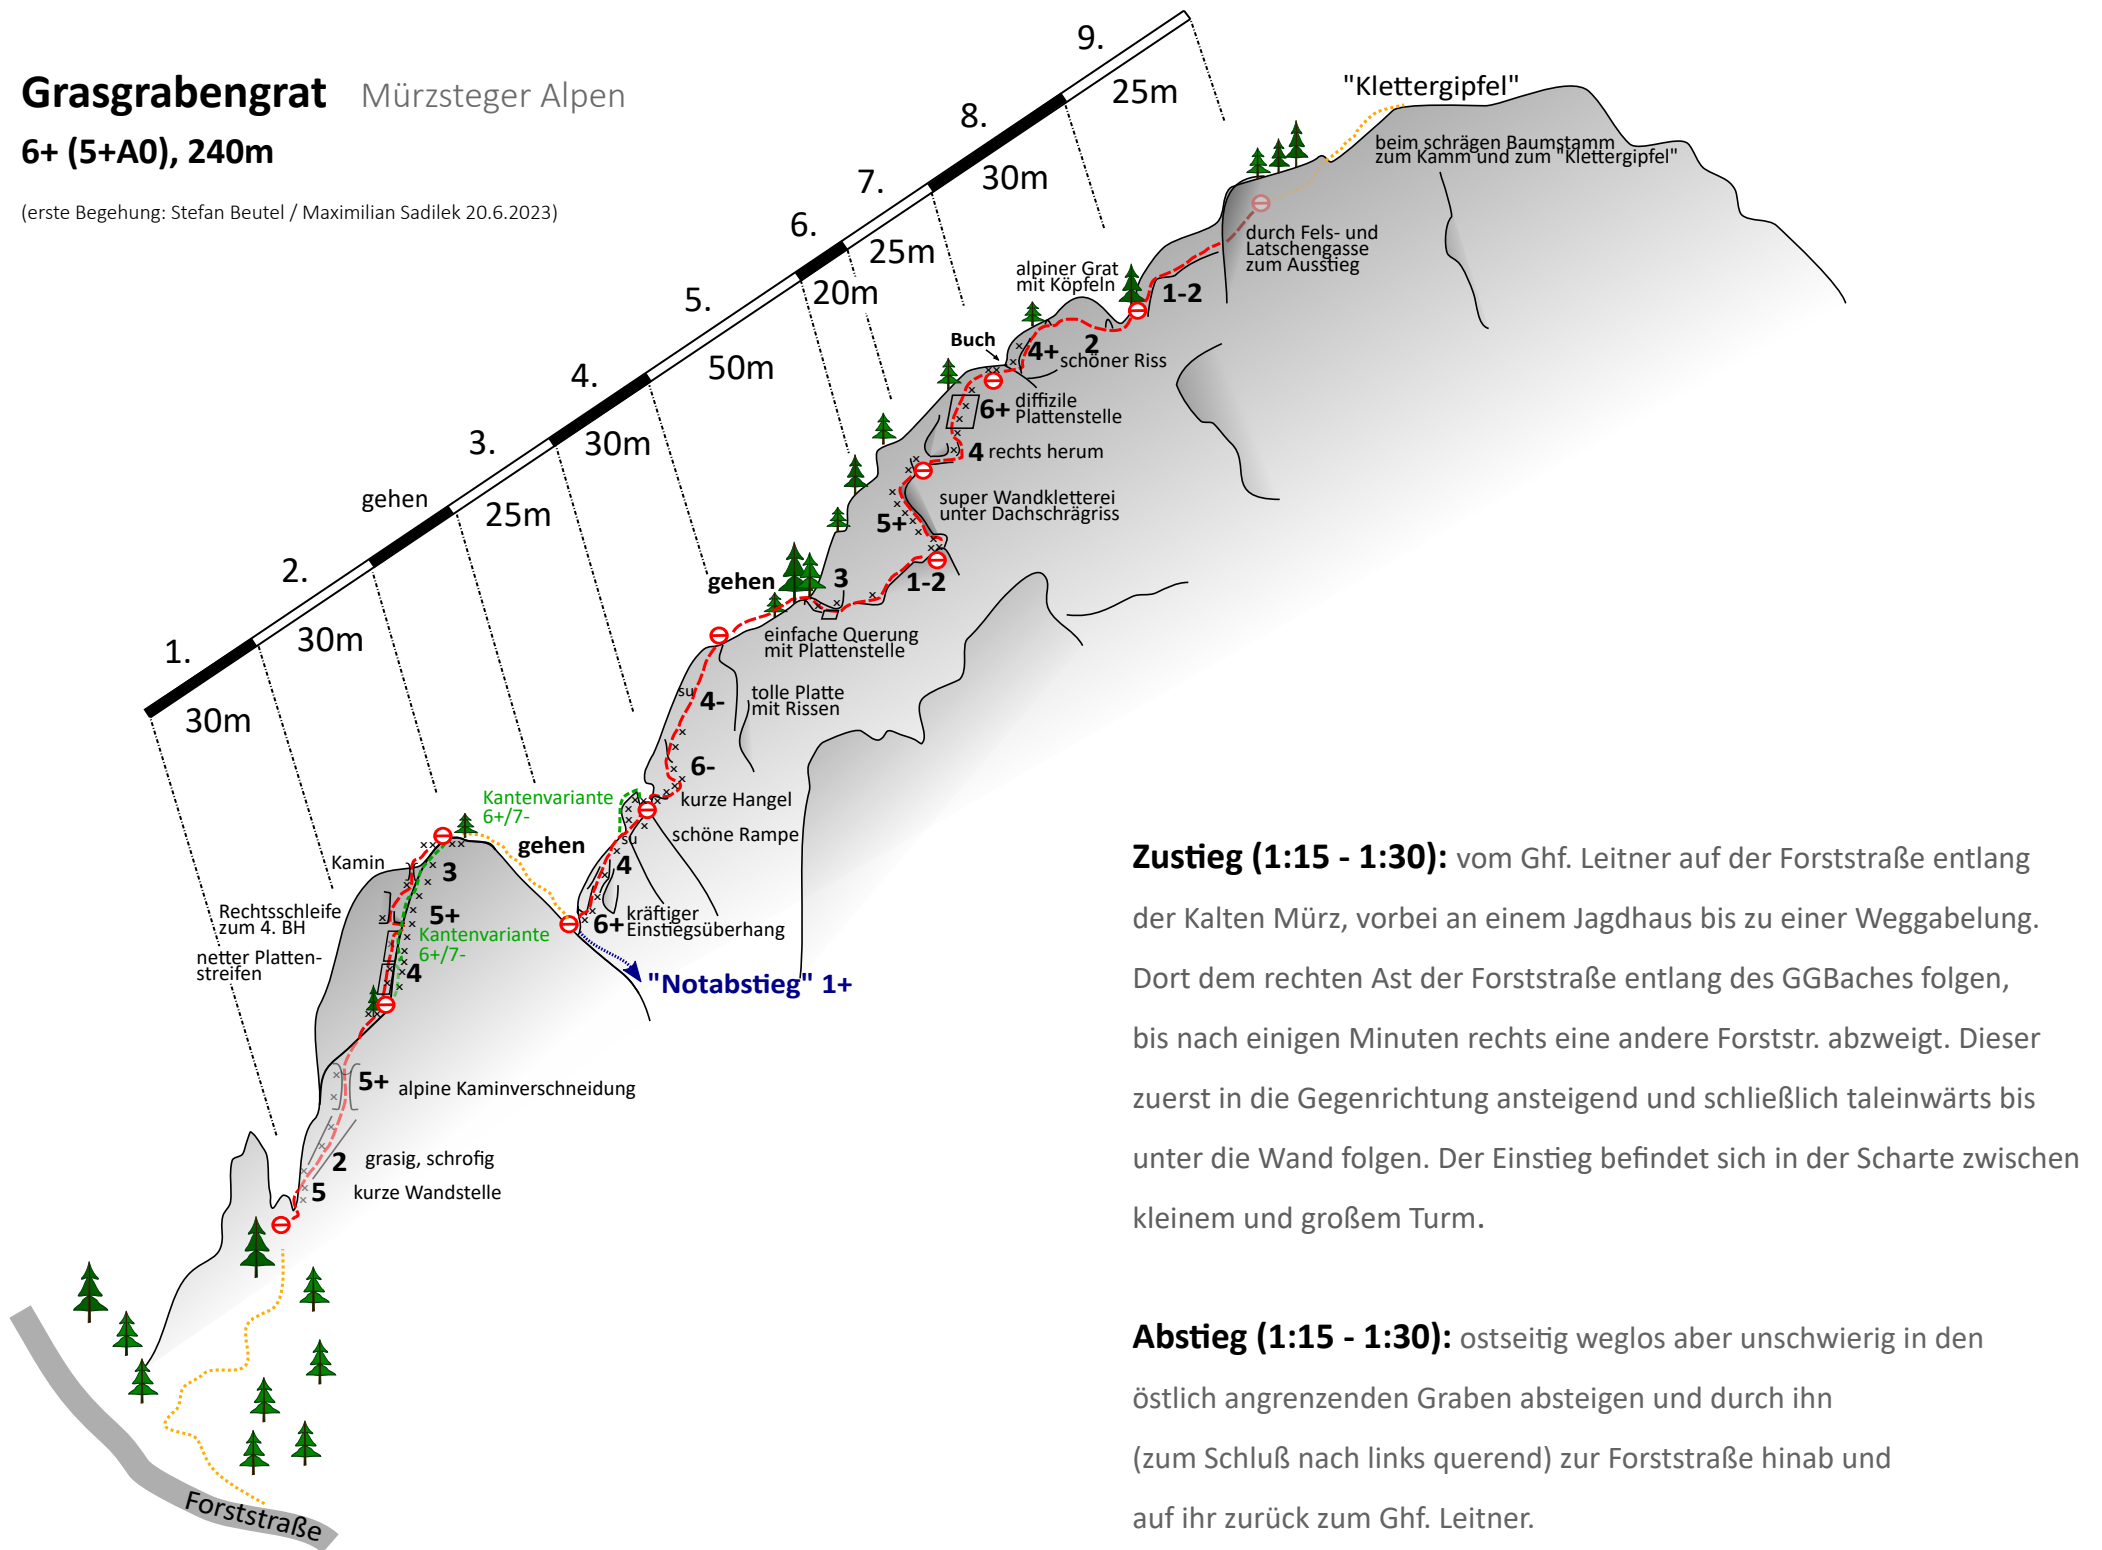 Grasgrabengrat Mürzsteger Alpen
6+ (5+A0), 240m
(erste Begehung: Stefan Beutel / Maximilian Sadilek 20.6.2023)
9.
25m
8.
30m
7.
25m
6.
20m
5.
50m
4.
30m
3.
25m
gehen
2.
30m
1.
30m
"Klettergipfel"
beim schrägen Baumstamm
zum Kamm und zum "Klettergipfel"
durch Fels- und
Latschengasse
zum Ausstieg
1-2
alpiner Grat
mit Köpfeln
2
Buch
4+
schöner Riss
6+
diffizile
Plattenstelle
4 rechts herum
super Wandkletterei
unter Dachschrägriss
5+
1-2
3
gehen
einfache Querung
mit Plattenstelle
su
4-
tolle Platte
mit Rissen
6-
kurze Hangel
schöne Rampe
Kantenvariante
6+/7-
gehen
su
4
6+
kräftiger
Einstiegsüberhang
"Notabstieg" 1+
Kamin
3
Rechtsschleife
zum 4. BH
5+
Kantenvariante
6+/7-
netter Platten-
streifen
4
5+ alpine Kaminverschneidung
2 grasig, schrofig
5 kurze Wandstelle
Forststraße
Zustieg (1:15 - 1:30): vom Ghf. Leitner auf der Forststraße entlang
der Kalten Mürz, vorbei an einem Jagdhaus bis zu einer Weggabelung.
Dort dem rechten Ast der Forststraße entlang des GGBaches folgen,
bis nach einigen Minuten rechts eine andere Forststr. abzweigt. Dieser
zuerst in die Gegenrichtung ansteigend und schließlich taleinwärts bis
unter die Wand folgen. Der Einstieg befindet sich in der Scharte zwischen
kleinem und großem Turm.
Abstieg (1:15 - 1:30): ostseitig weglos aber unschwierig in den
östlich angrenzenden Graben absteigen und durch ihn
(zum Schluß nach links querend) zur Forststraße hinab und
auf ihr zurück zum Ghf. Leitner.